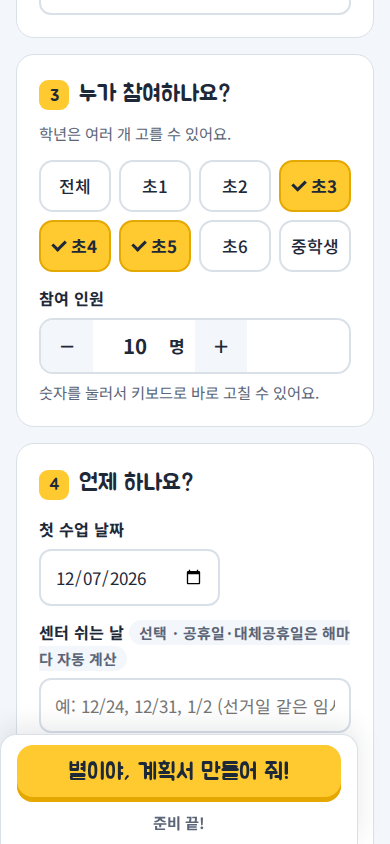 3 누가 참여하나요?
학년은 여러 개 고를 수 있어요.
전체 초1 초2 초3
초4 초5 초6 중학생
참여 인원
− 10 명 +
숫자를 눌러서 키보드로 바로 고칠 수 있어요.
4 언제 하나요?
첫 수업 날짜
12/07/2026
센터 쉬는 날 선택 · 공휴일·대체공휴일은 해마
다 자동 계산
예: 12/24, 12/31, 1/2 (선거일 같은
별이야, 계획서 만들어 줘!
준비 끝!